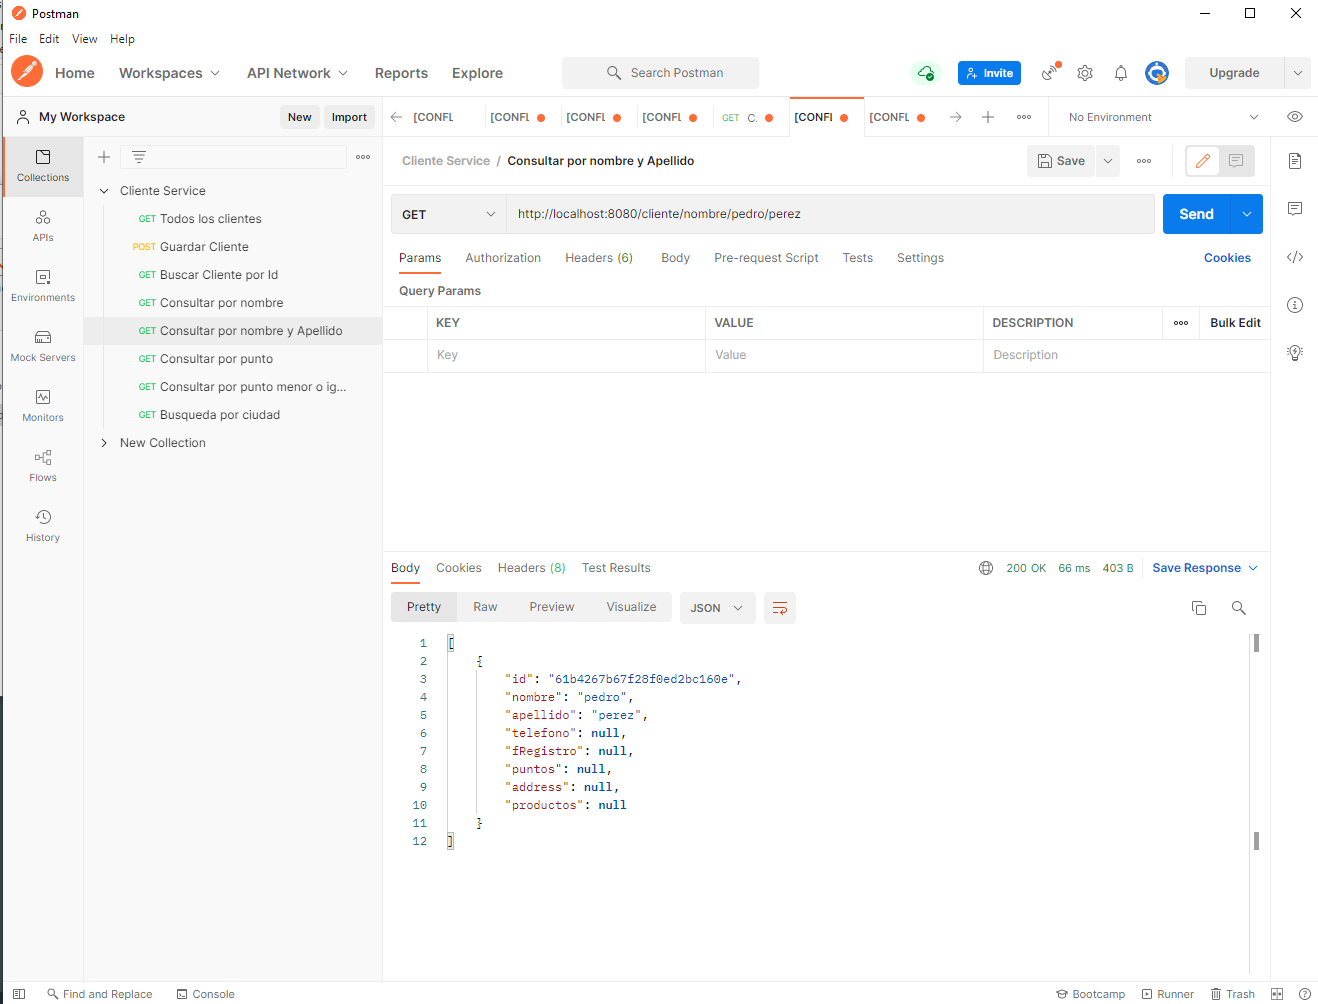 Postman
File Edit View Help
Home Workspaces API Network Reports Explore Search Postman Invite Upgrade
My Workspace New Import
[CONFL [CONFL [CONFL [CONFL GET C. [CONFL [CONFL No Environment
Collections
APIs
Environments
Mock Servers
Monitors
Flows
History
Cliente Service
GET Todos los clientes
POST Guardar Cliente
GET Buscar Cliente por Id
GET Consultar por nombre
GET Consultar por nombre y Apellido
GET Consultar por punto
GET Consultar por punto menor o ig...
GET Busqueda por ciudad
New Collection
Cliente Service / Consultar por nombre y Apellido Save
GET http://localhost:8080/cliente/nombre/pedro/perez Send
Params Authorization Headers (6) Body Pre-request Script Tests Settings Cookies
Query Params
KEY VALUE DESCRIPTION Bulk Edit
Key Value Description
Body Cookies Headers (8) Test Results 200 OK 66 ms 403 B Save Response
Pretty Raw Preview Visualize JSON
1 [
2 {
3 "id": "61b4267b67f28f0ed2bc160e",
4 "nombre": "pedro",
5 "apellido": "perez",
6 "telefono": null,
7 "fRegistro": null,
8 "puntos": null,
9 "address": null,
10 "productos": null
11 }
12 ]
Find and Replace Console Bootcamp Runner Trash